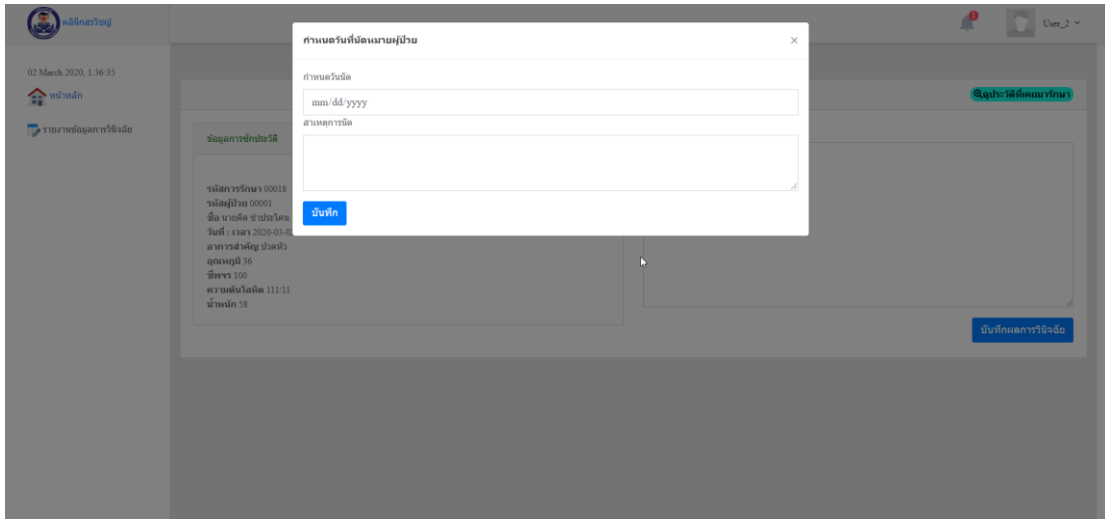 คลินิกสรวิชญ์
1
User_2
02 March 2020, 1:36:35
หน้าหลัก
รายงานข้อมูลการวินิจฉัย
กำหนดวันที่นัดหมายผู้ป่วย
×
กำหนดวันนัด
mm/dd/yyyy
สาเหตุการนัด
บันทึก
ดูประวัติที่เคยมารักษา
ข้อมูลการซักประวัติ
รหัสการรักษา 00018
รหัสผู้ป่วย 00001
ชื่อ นายคิด ชำประโคน
วันที่ : เวลา 2020-03-0
อาการสำคัญ ปวดหัว
อุณหภูมิ 36
ชีพจร 100
ความดันโลหิต 111/11
น้ำหนัก 58
บันทึกผลการวินิจฉัย